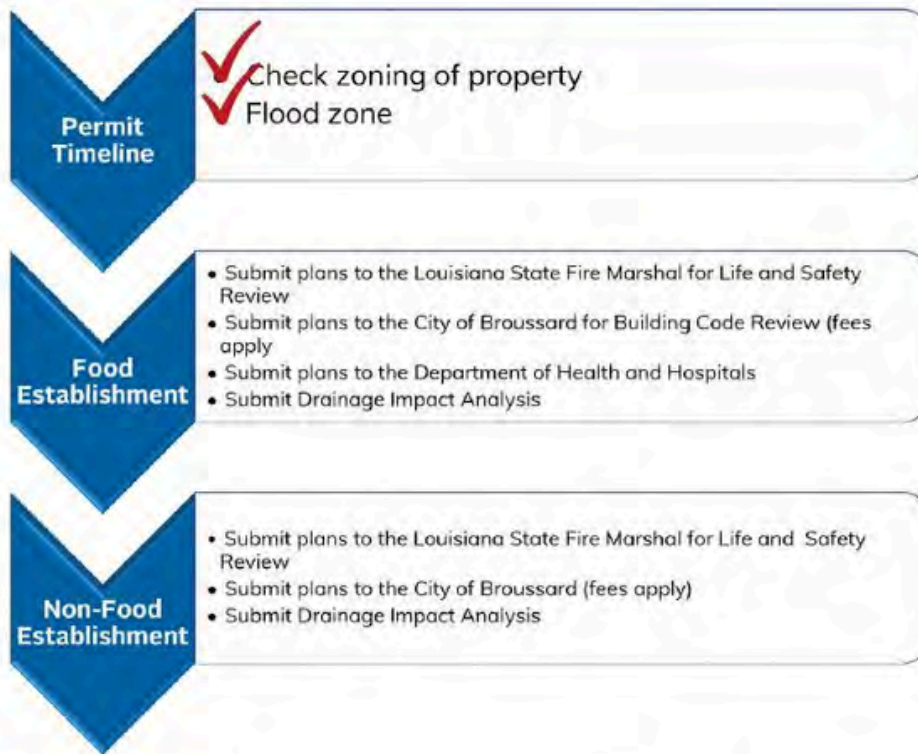 Permit
Timeline
• Check zoning of property
Flood zone
Food
Establishment
• Submit plans to the Louisiana State Fire Marshal for Life and Safety
Review
• Submit plans to the City of Broussard for Building Code Review (fees
apply
• Submit plans to the Department of Health and Hospitals
• Submit Drainage Impact Analysis
Non-Food
Establishment
• Submit plans to the Louisiana State Fire Marshal for Life and Safety
Review
• Submit plans to the City of Broussard (fees apply)
• Submit Drainage Impact Analysis